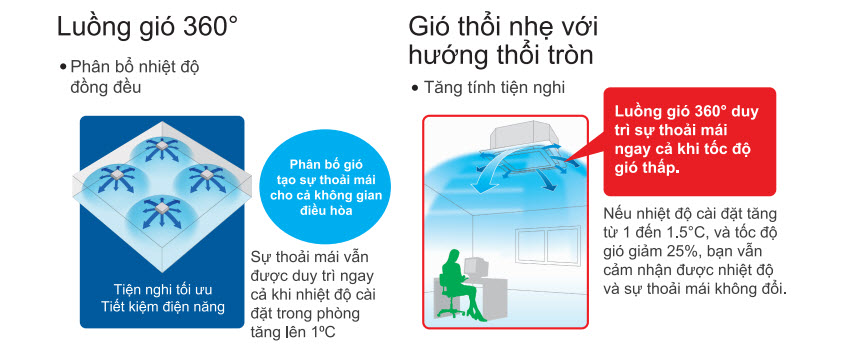 Luồng gió 360°
• Phân bổ nhiệt độ
đồng đều
Phân bố gió
tạo sự thoải mái
cho cả không gian
điều hòa
Tiện nghi tối ưu
Tiết kiệm điện năng
Sự thoải mái vẫn
được duy trì ngay
cả khi nhiệt độ cài
đặt trong phòng
tăng lên 1ºC
Gió thổi nhẹ với
hướng thổi tròn
• Tăng tính tiện nghi
Luồng gió 360° duy
trì sự thoải mái
ngay cả khi tốc độ
gió thấp.
Nếu nhiệt độ cài đặt tăng
từ 1 đến 1.5°C, và tốc độ
gió giảm 25%, bạn vẫn
cảm nhận được nhiệt độ
và sự thoải mái không đổi.